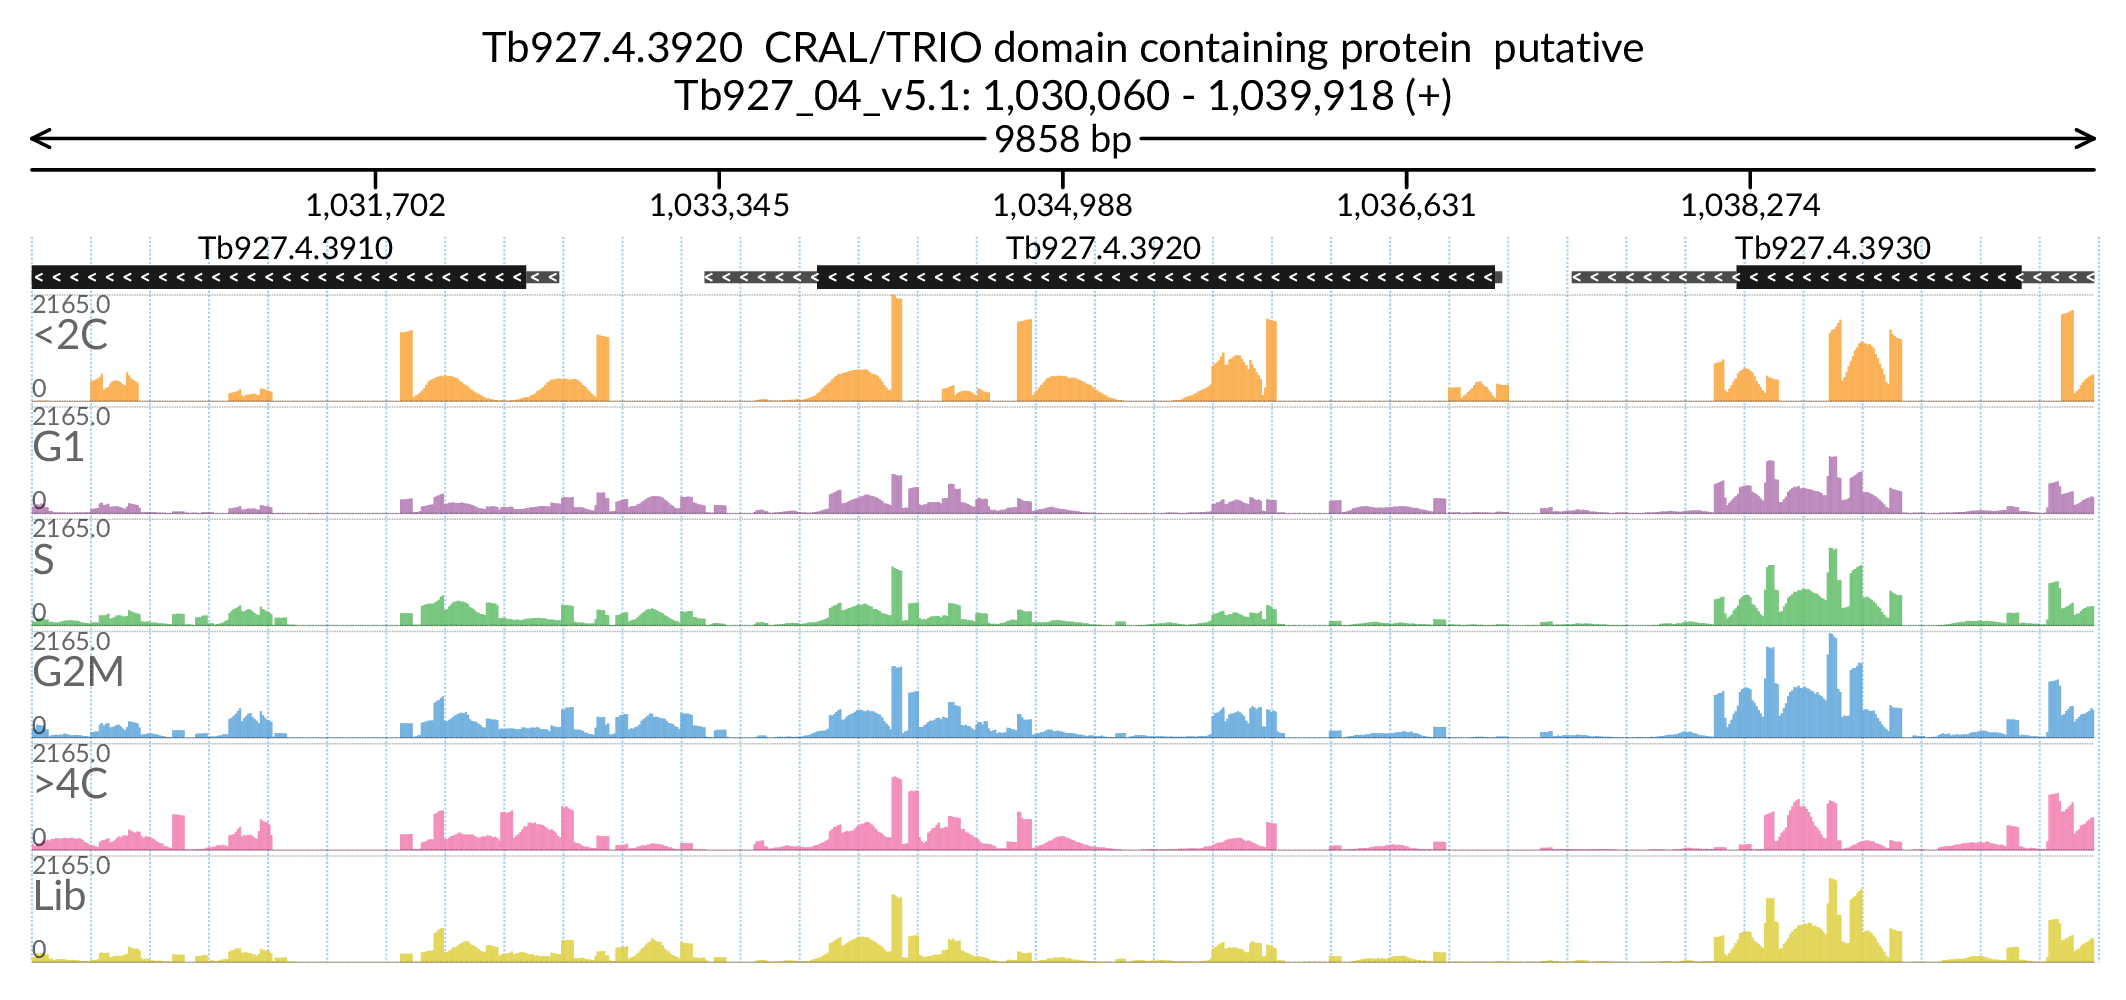 Tb927.4.3920  CRAL/TRIO domain containing protein  putative
Tb927_04_v5.1: 1,030,060 - 1,039,918 (+)
9858 bp
1,031,702 1,033,345 1,034,988 1,036,631 1,038,274
Tb927.4.3910 Tb927.4.3920 Tb927.4.3930
2165.0
<2C
0
2165.0
G1
0
2165.0
S
0
2165.0
G2M
0
2165.0
>4C
0
2165.0
Lib
0